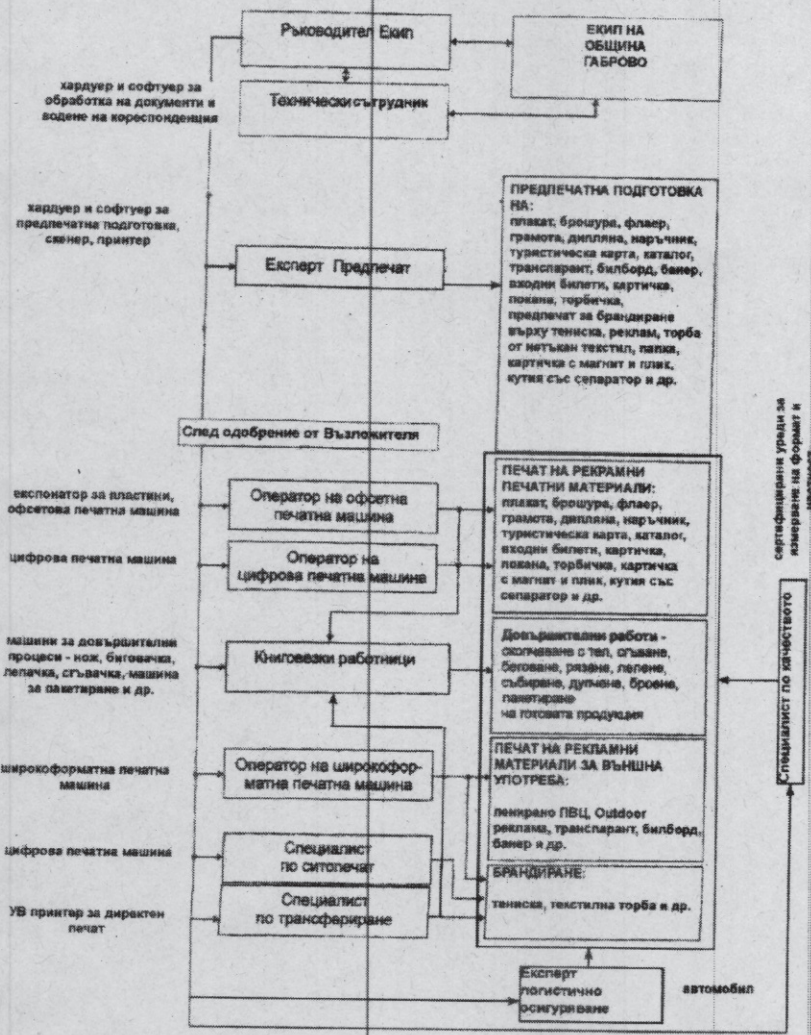 Ръководител Екип
ЕКИП НА
ОБЩИНА
ГАБРОВО
хардуер и софтуер за
обработка на документи и
водене на кореспонденция
Технически сътрудник
хардуер и софтуер за
предпечатна подготовка,
скенер, принтер
Експерт Предпечат
ПРЕДПЕЧАТНА ПОДГОТОВКА
НА:
плакат, брошура, флаер,
грамота, дипляна, наръчник,
туристическа карта, каталог,
транспарант, билборд, банер,
входни билети, картичка,
покана, торбичка,
предпечат за брандиране
върху тениска, реклам, торба
от нетъкан текстил, папка,
картичка с магнит и плик,
кутия със сепаратор и др.
След одобрение от Възложителя
експонатор за пластини,
офсетова печатна машина
Оператор на офсетна
печатна машина
цифрова печатна машина
Оператор на
цифрова печатна машина
ПЕЧАТ НА РЕКРАМНИ
ПЕЧАТНИ МАТЕРИАЛИ:
плакат, брошура, флаер,
грамота, дипляна, наръчник,
туристическа карта, каталог,
входни билети, картичка,
покана, торбичка, картичка
с магнит и плик, кутия със
сепаратор и др.
машини за довършителни
процеси - нож, биговачка,
лепачка, сгъвачка, машина
за пакетиране и др.
Книговезки работници
Довършителни работи -
окопчаване с тел, сгъване,
беговане, рязане, лепене,
събиране, дупчене, броене,
пакетиране
на готовата продукция
широкоформатна печатна
машина
Оператор на широкофор-
матна печатна машина
ПЕЧАТ НА РЕКЛАМНИ
МАТЕРИАЛИ ЗА ВЪНШНА
УПОТРЕБА:
пенирано ПВЦ, Outdoor
реклама, транспарант, билборд,
банер и др.
цифрова печатна машина
Специалист
по ситопечат
БРАНДИРАНЕ:
тениска, текстилна торба и др.
УВ принтер за директен
печат
Специалист
по трансфериране
Експерт
логистично
осигуряване
автомобил
Специалист по качеството
сертифицирани уреди за
измерване на формат и